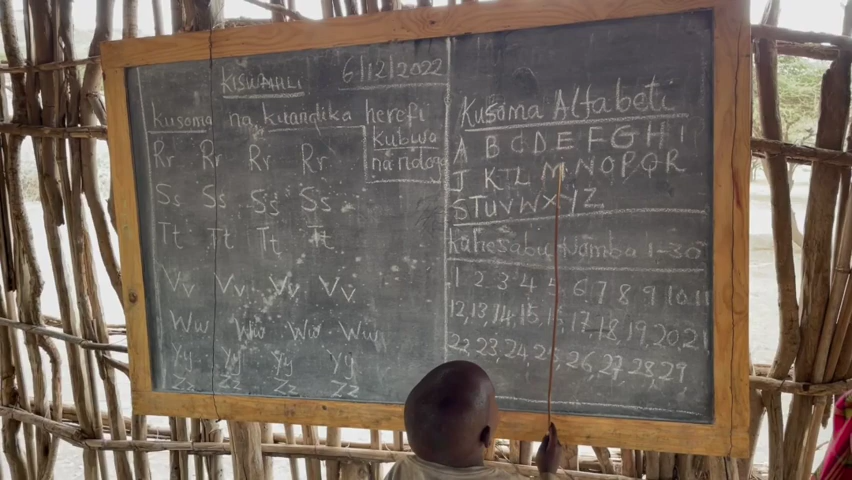 KISWAHILI 6/12/2022
Kusoma na kuandika herefi
kubwa
na ndogo
Rr Rr Rr Rr
Ss Ss Ss Ss
Tt Tt Tt Tt
Vv Vv Vv Vv
Ww Ww Ww Ww
Yy Yy Yy Yy
Zz Zz Zz Zz
Kusoma Alfabeti
A B C D E F G H I
J K L M N O P Q R
S T U V W X Y Z
kuhesabu Namba 1-30
1 2 3 4 6 7 8 9 10 11
12, 13, 14, 15, 17, 18, 19, 20, 21
22, 23, 24, 25, 26, 27, 28, 29